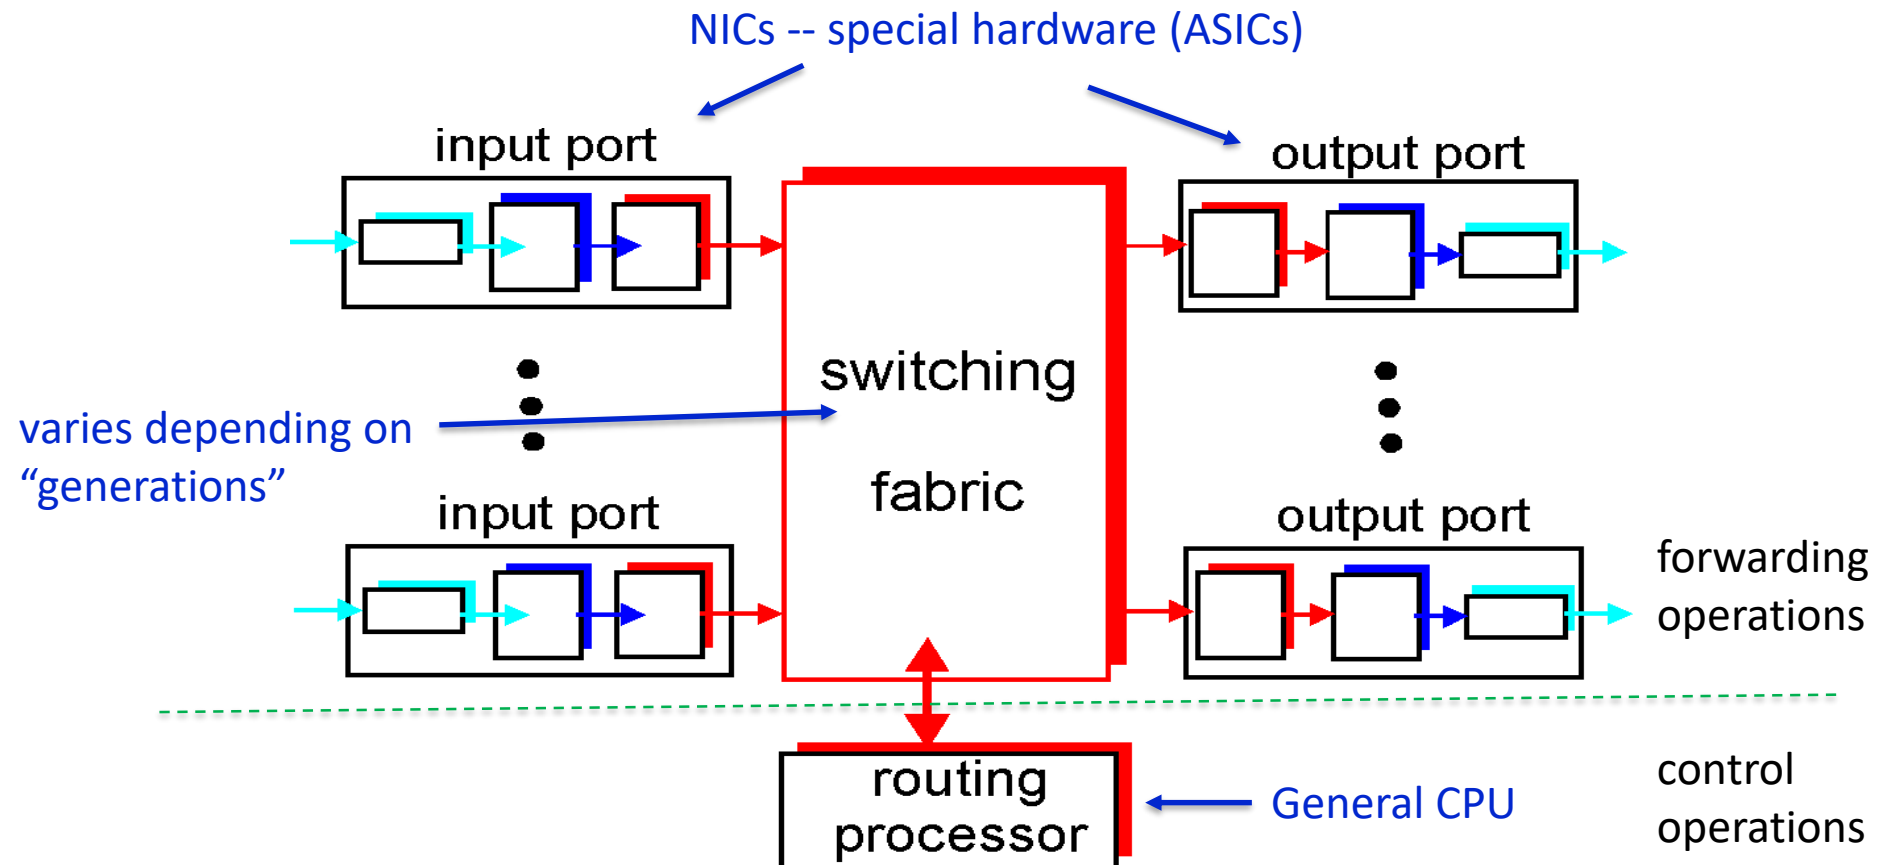 NICs -- special hardware (ASICs)
input port
output port
switching
fabric
varies depending on
“generations”
input port
output port
forwarding
operations
routing
processor
General CPU
control
operations